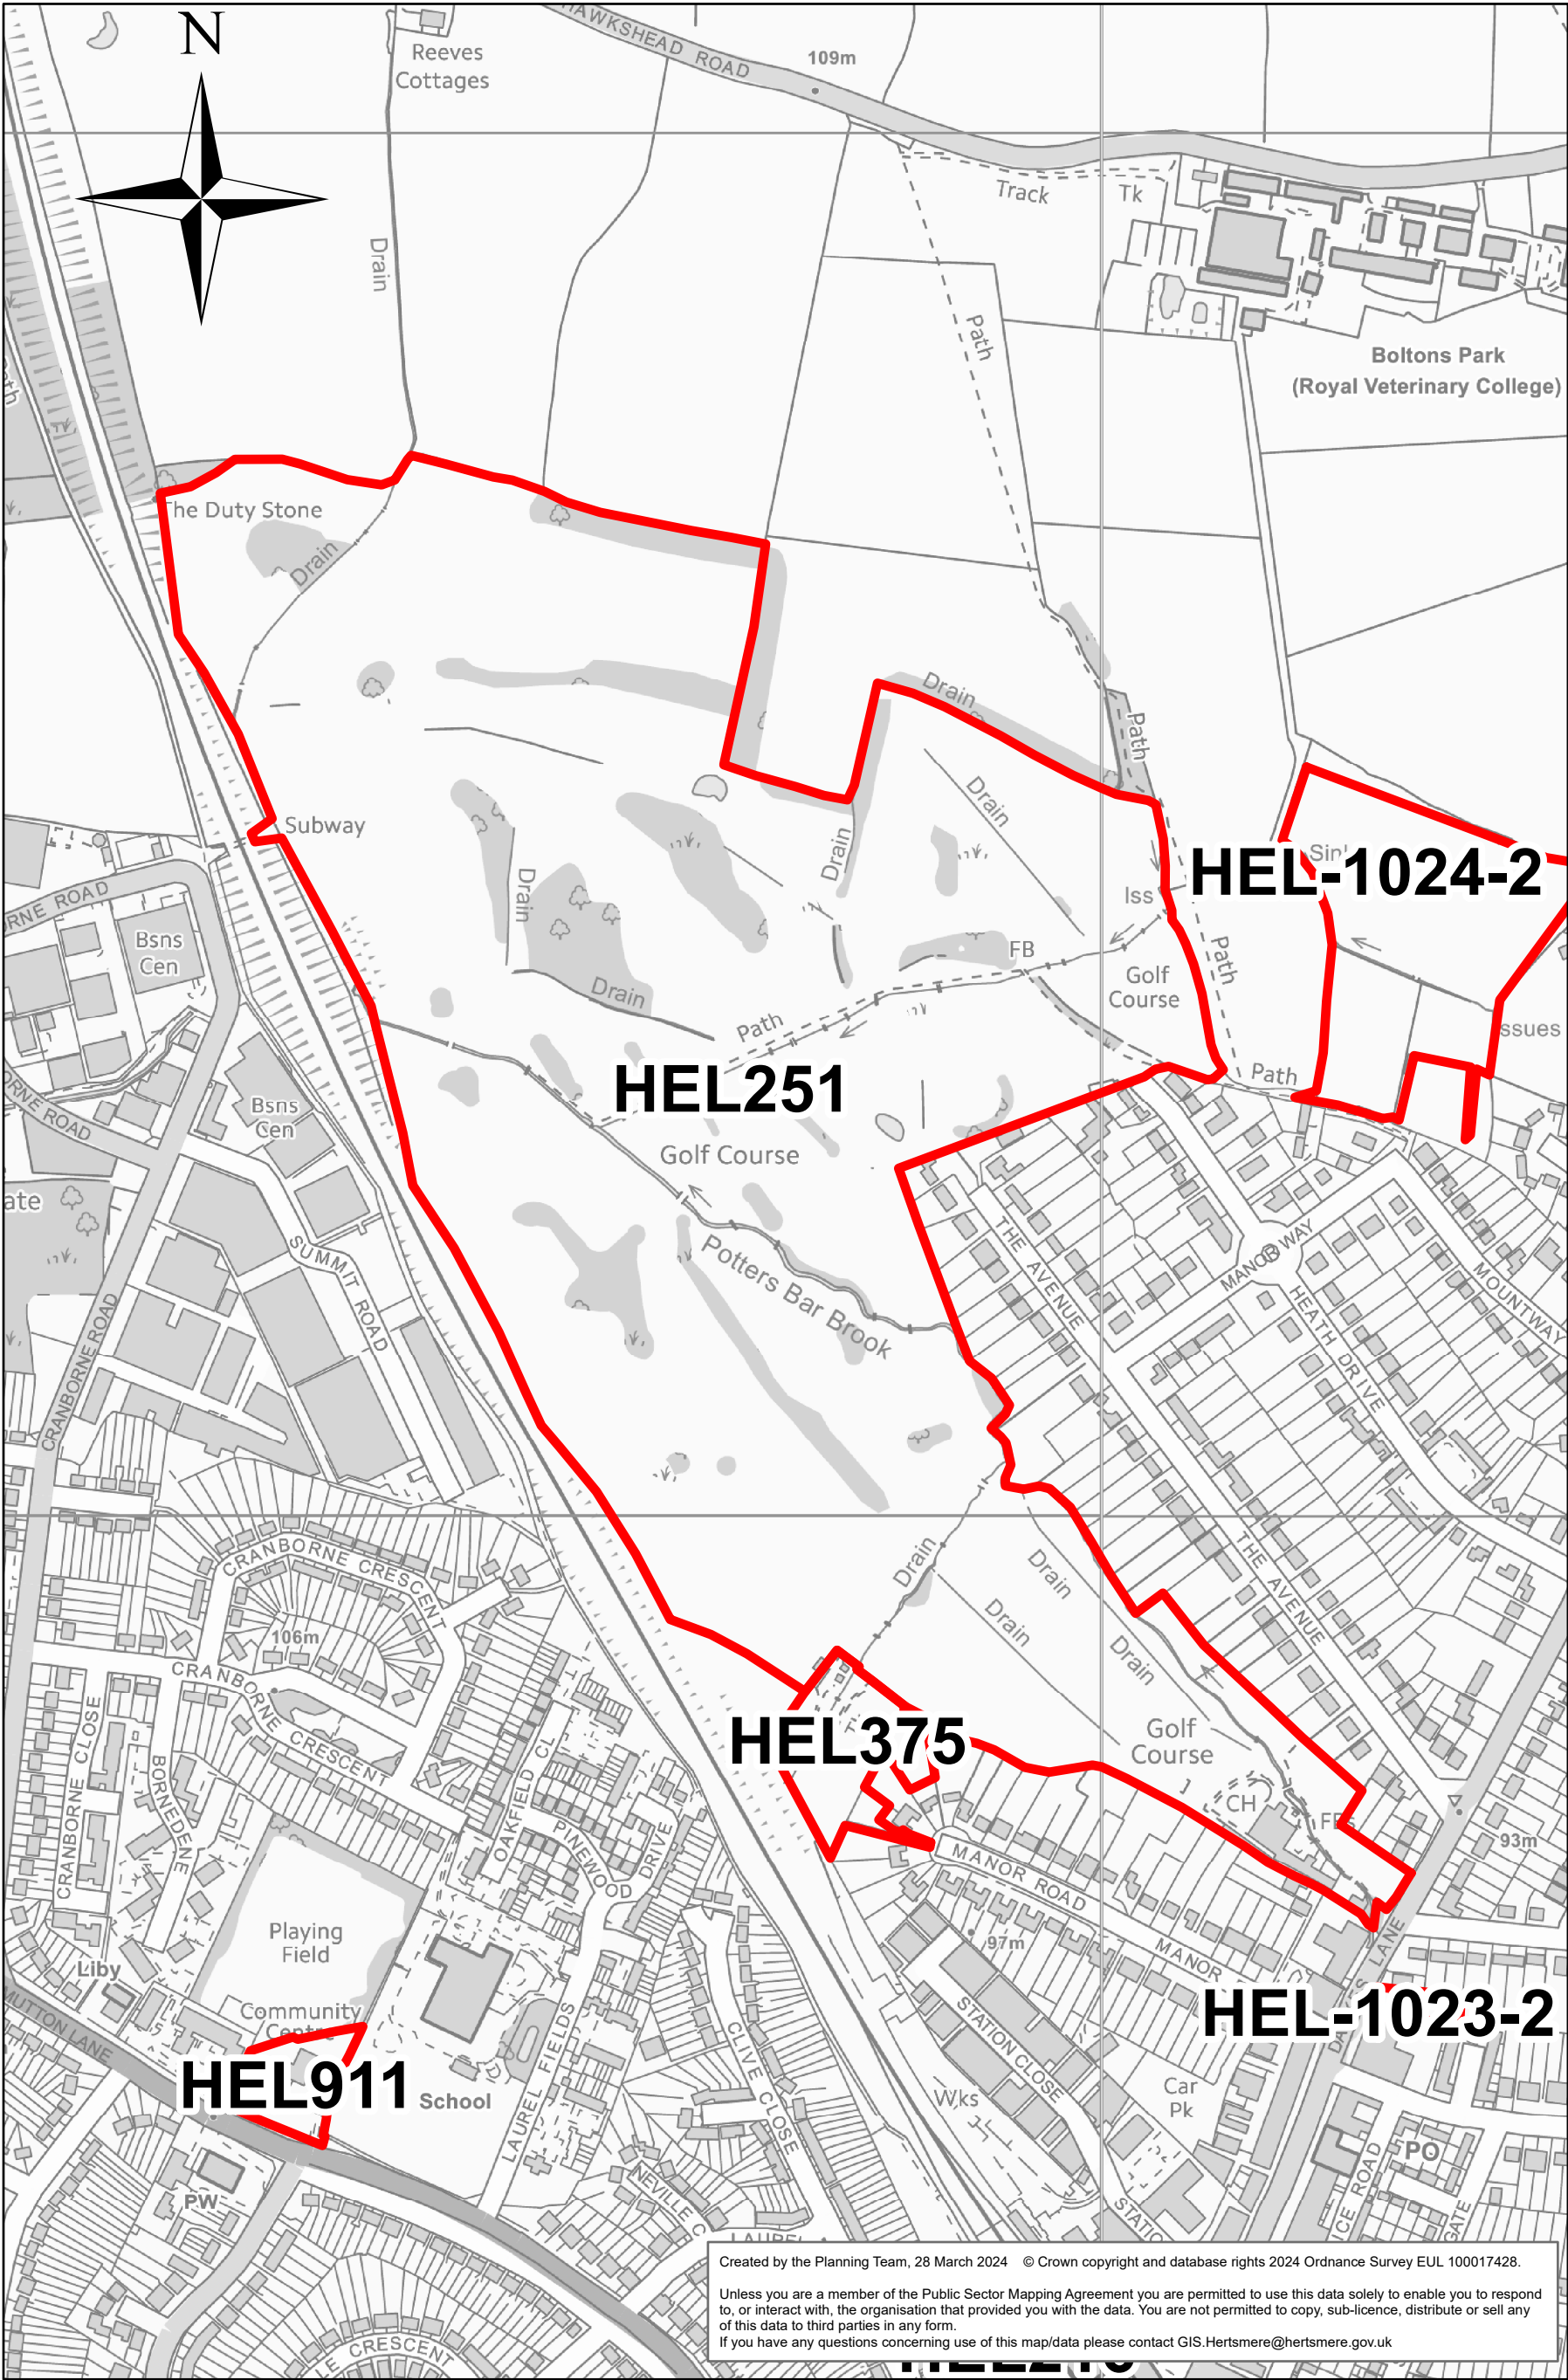 N
Reeves
Cottages
HAWKSHEAD ROAD
109m
Track
Tk
Drain
Path
Boltons Park
(Royal Veterinary College)
The Duty Stone
Drain
Drain
Path
Drain
Subway
Drain
HEL-1024-2
Drain
Iss
Bsns
Cen
FB
Path
Golf
Course
Drain
Path
Path
HEL251
Bsns
Cen
Golf Course
THE AVENUE
MANOR WAY
MOUNTWAY
SUMMIT ROAD
Potters Bar Brook
HEATH DRIVE
CRANBORNE ROAD
CRANBORNE CRESCENT
Drain
Drain
THE AVENUE
Drain
106m
Drain
CRANBORNE CRESCENT
CRANBORNE CLOSE
BORNEDENE
OAKFIELD CL
HEL375
Golf
Course
CH
PINEWOOD DRIVE
93m
MANOR ROAD
Playing
Field
97m
MANOR
LANE
Liby
MUTTON LANE
Community
STATION CLOSE
HEL-1023-2
HEL911
School
LAUREL FIELDS
CLIVE CLOSE
Wks
Car
Pk
PO
PW
NEVILLE C
GATE
CRESCENT
Created by the Planning Team, 28 March 2024 © Crown copyright and database rights 2024 Ordnance Survey EUL 100017428.
Unless you are a member of the Public Sector Mapping Agreement you are permitted to use this data solely to enable you to respond
to, or interact with, the organisation that provided you with the data. You are not permitted to copy, sub-licence, distribute or sell any
of this data to third parties in any form.
If you have any questions concerning use of this map/data please contact GIS.Hertsmere@hertsmere.gov.uk